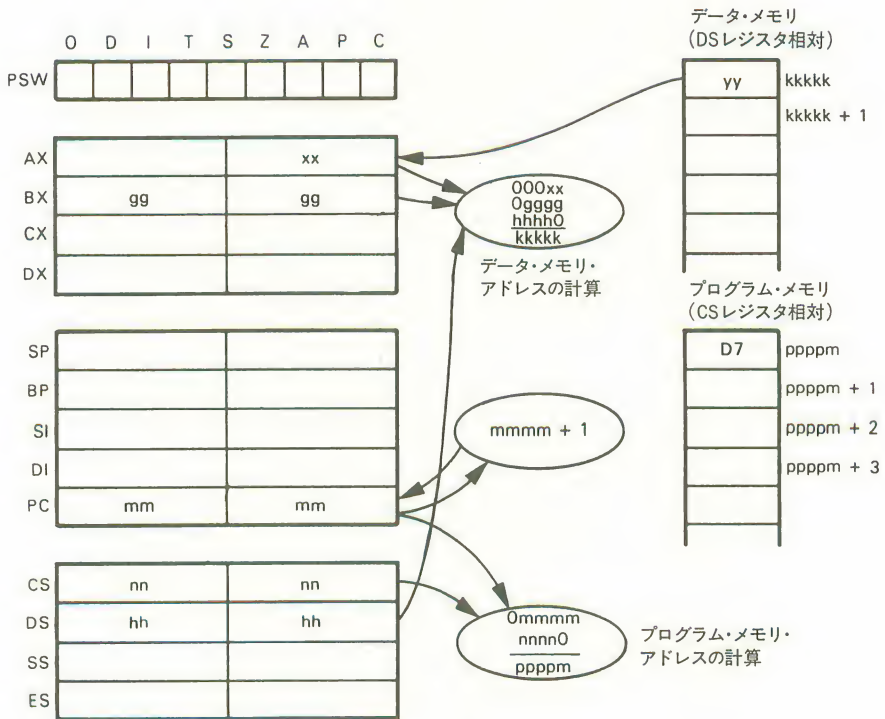 O D I T S Z A P C
PSW
AX xx
BX gg gg
CX
DX
000xx
0gggg
hhhh0
kkkkk
データ・メモリ・
アドレスの計算
データ・メモリ
(DSレジスタ相対)
yy kkkkk
kkkkk + 1
プログラム・メモリ
(CSレジスタ相対)
D7 ppppm
ppppm + 1
ppppm + 2
ppppm + 3
SP
BP
SI
DI
PC mm mm
mmmm + 1
CS nn nn
DS hh hh
SS
ES
0mmmm
nnnn0
ppppm
プログラム・メモリ・
アドレスの計算